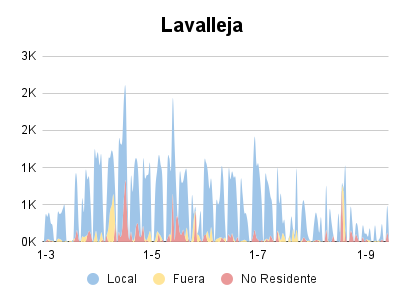 Lavalleja
3K
2K
2K
1K
1K
0K
1-3 1-5 1-7 1-9
Local Fuera No Residente